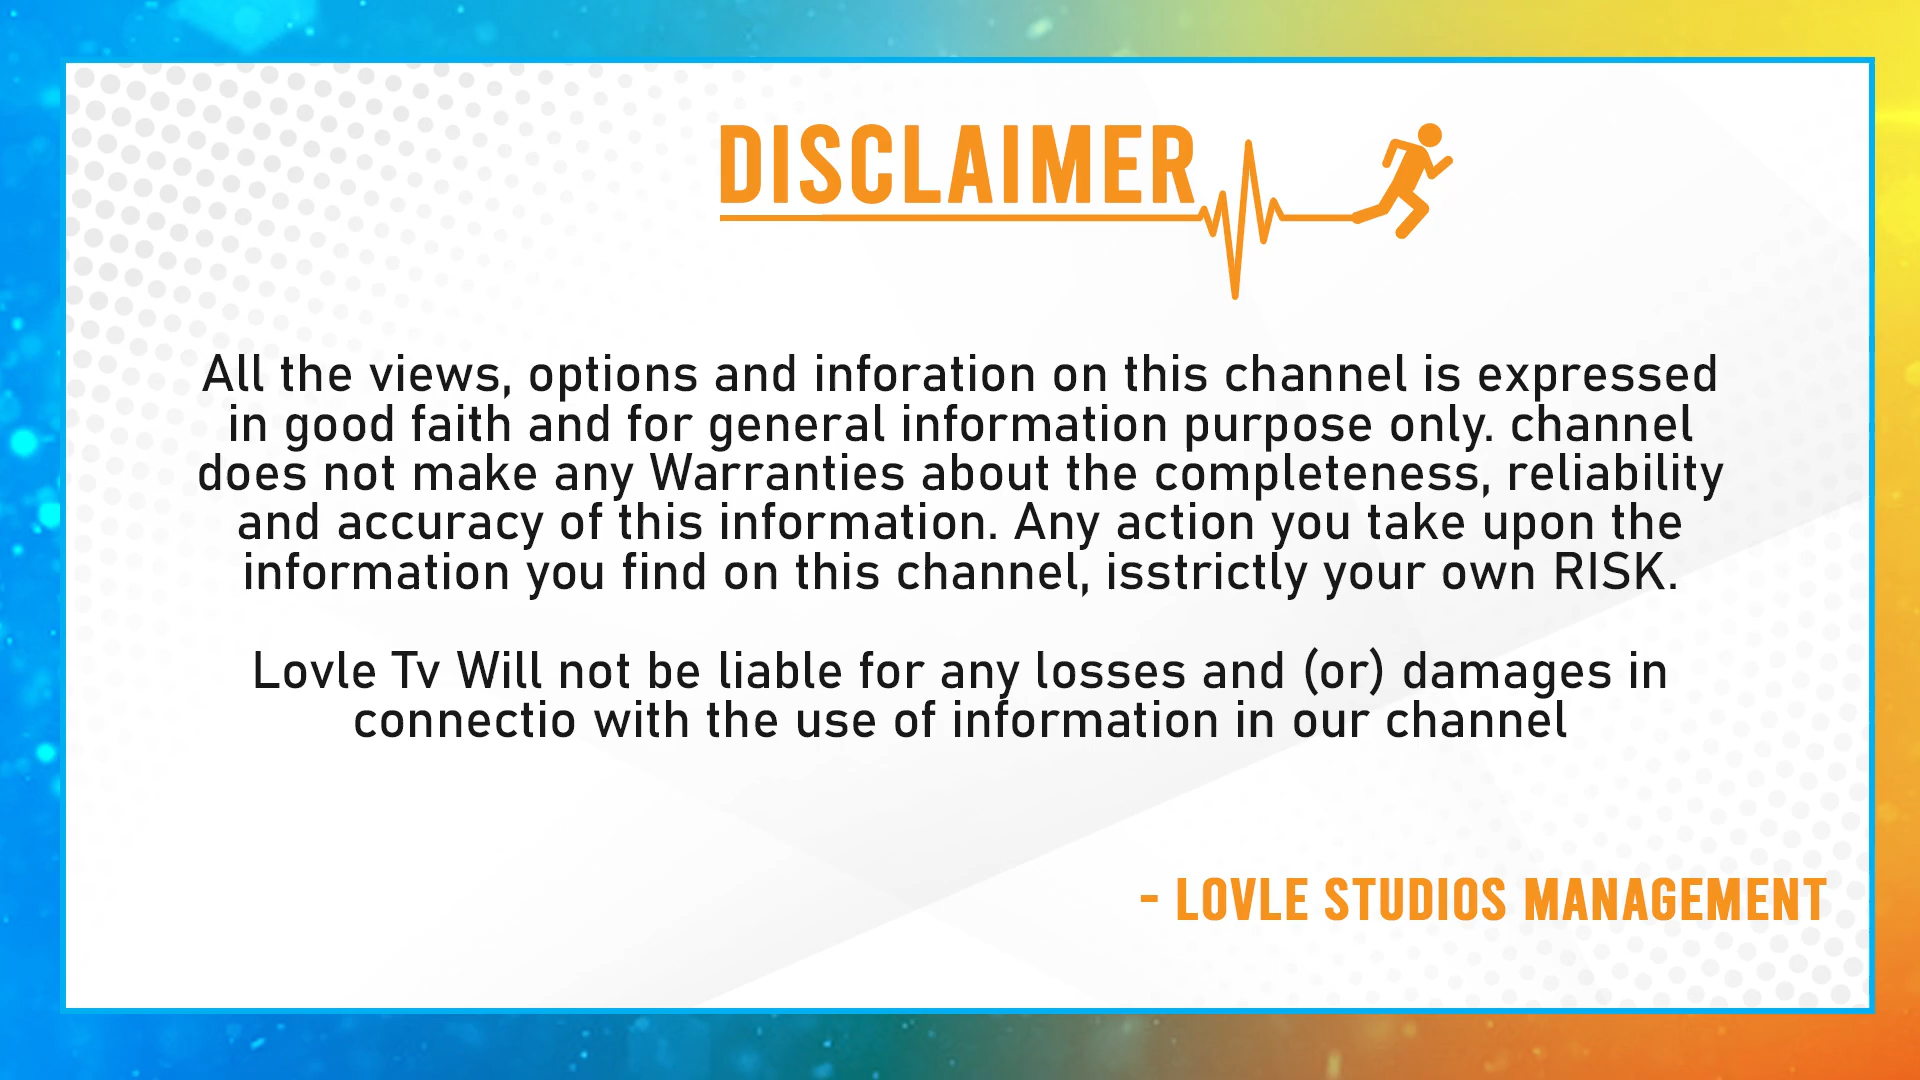 DISCLAIMER
All the views, options and inforation on this channel is expressed
in good faith and for general information purpose only. channel
does not make any Warranties about the completeness, reliability
and accuracy of this information. Any action you take upon the
information you find on this channel, isstrictly your own RISK.
Lovle Tv Will not be liable for any losses and (or) damages in
connectio with the use of information in our channel
- LOVLE STUDIOS MANAGEMENT